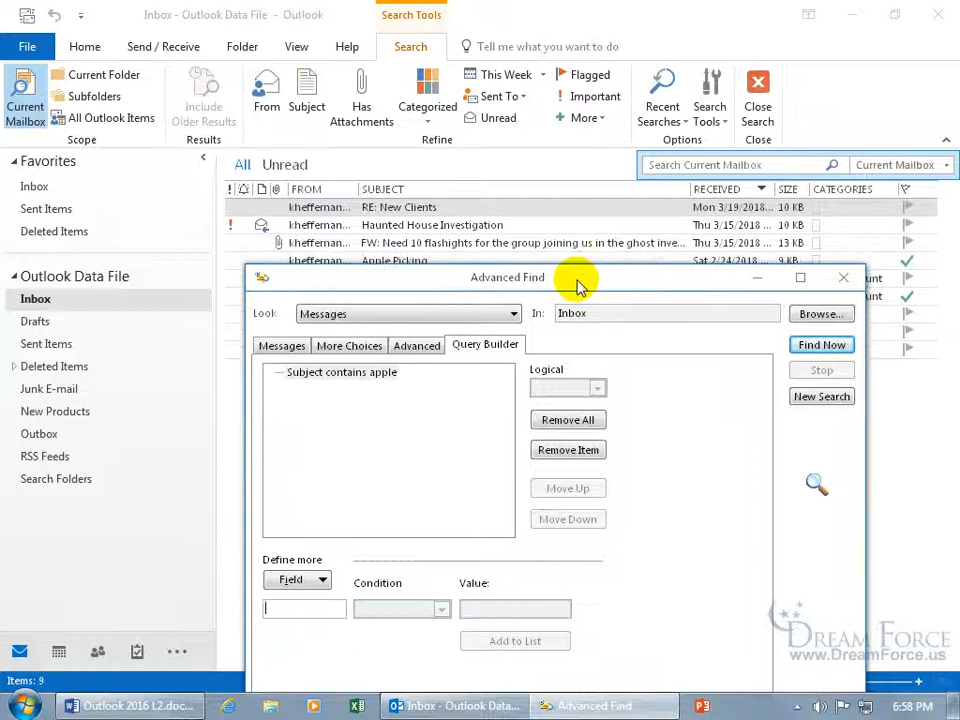 Inbox - Outlook Data File - Outlook
Search Tools
File Home Send / Receive Folder View Help Search Tell me what you want to do
Current Mailbox
Current Folder
Subfolders
All Outlook Items
Scope
Include Older Results
Results
From
Subject
Has Attachments
Categorized
This Week
Sent To
Unread
Flagged
Important
More
Refine
Recent Searches
Search Tools
Options
Close Search
Close
Favorites
Inbox
Sent Items
Deleted Items
Outlook Data File
Inbox
Drafts
Sent Items
Deleted Items
Junk E-mail
New Products
Outbox
RSS Feeds
Search Folders
All Unread
Search Current Mailbox
Current Mailbox
FROM SUBJECT RECEIVED SIZE CATEGORIES
kheffernan... RE: New Clients Mon 3/19/2018... 10 KB
kheffernan... Haunted House Investigation Thu 3/15/2018... 10 KB
kheffernan... FW: Need 10 flashights for the group joining us in the ghost inve... Thu 3/15/2018... 13 KB
kheffernan... Apple Picking Sat 2/24/2018... 9 KB
ount
ount
Advanced Find
Look Messages In: Inbox Browse...
Messages More Choices Advanced Query Builder
Find Now
Stop
New Search
Subject contains apple
Logical
Remove All
Remove Item
Move Up
Move Down
Define more
Field Condition Value:
Add to List
DREAM FORCE
www.DreamForce.us
Items: 9
Outlook 2016 L2.doc...
Inbox - Outlook Data...
Advanced Find
6:58 PM